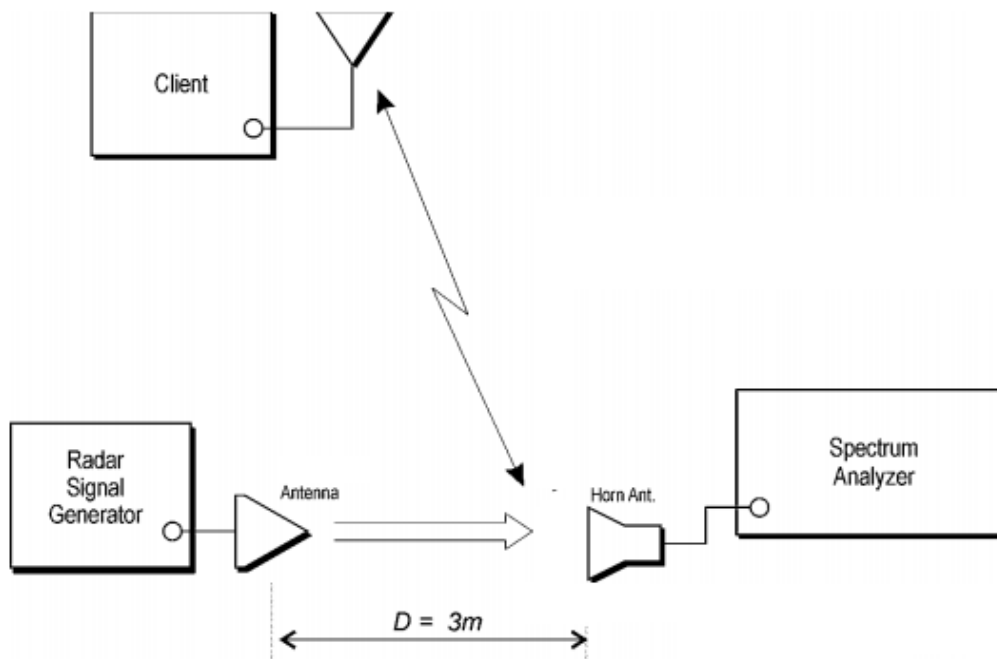 Client
Radar
Signal
Generator
Antenna
Horn Ant.
Spectrum
Analyzer
D = 3m